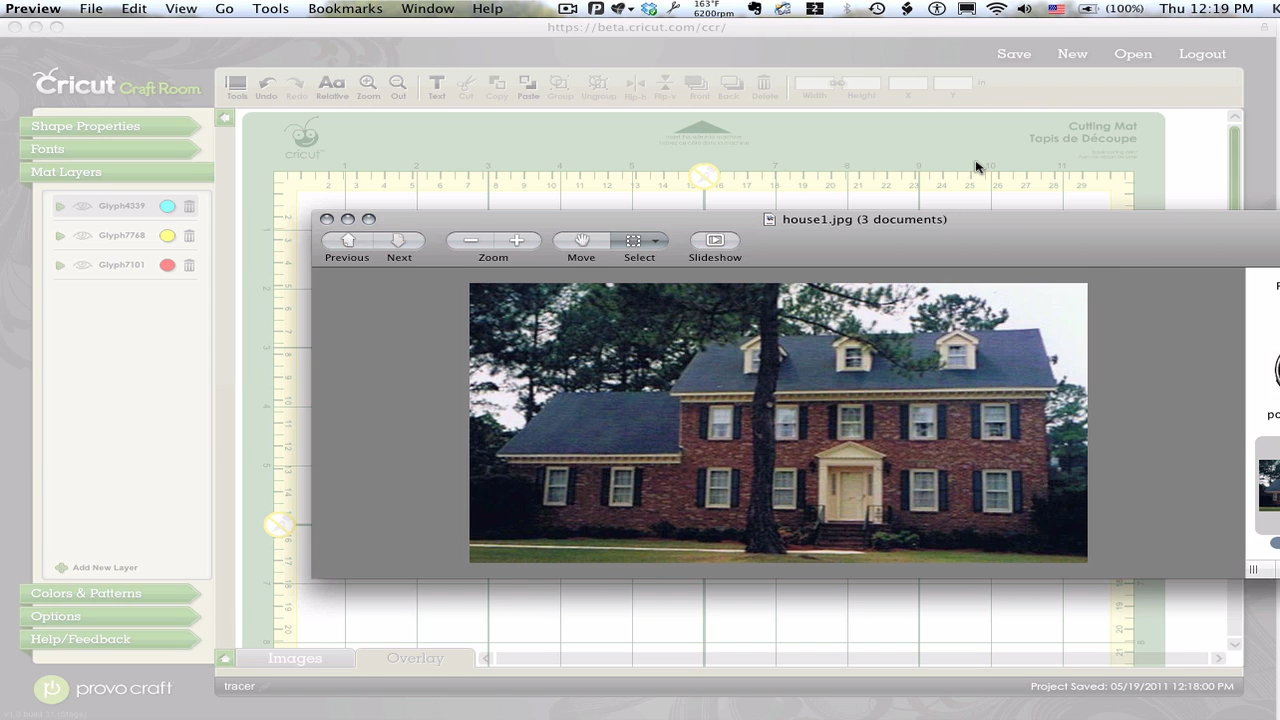 Preview File Edit View Go Tools Bookmarks Window Help 163°F 6200rpm 2 (100%) Thu 12:19 PM
https://beta.cricut.com/ccr/
Save New Open Logout
Cricut Craft Room
Tools Undo Redo Relative Zoom Out Text Cut Copy Paste Group Ungroup Flip-h Flip-v Front Back Delete Width Height X Y in
Shape Properties
Fonts
Mat Layers
Glyph4339
Glyph7768
Glyph7101
Add New Layer
Colors & Patterns
Options
Help/Feedback
provo craft
cricut
Cutting Mat
Tapis de Découpe
house1.jpg (3 documents)
Previous Next Zoom Move Select Slideshow
Images Overlay
tracer Project Saved: 05/19/2011 12:18:00 PM